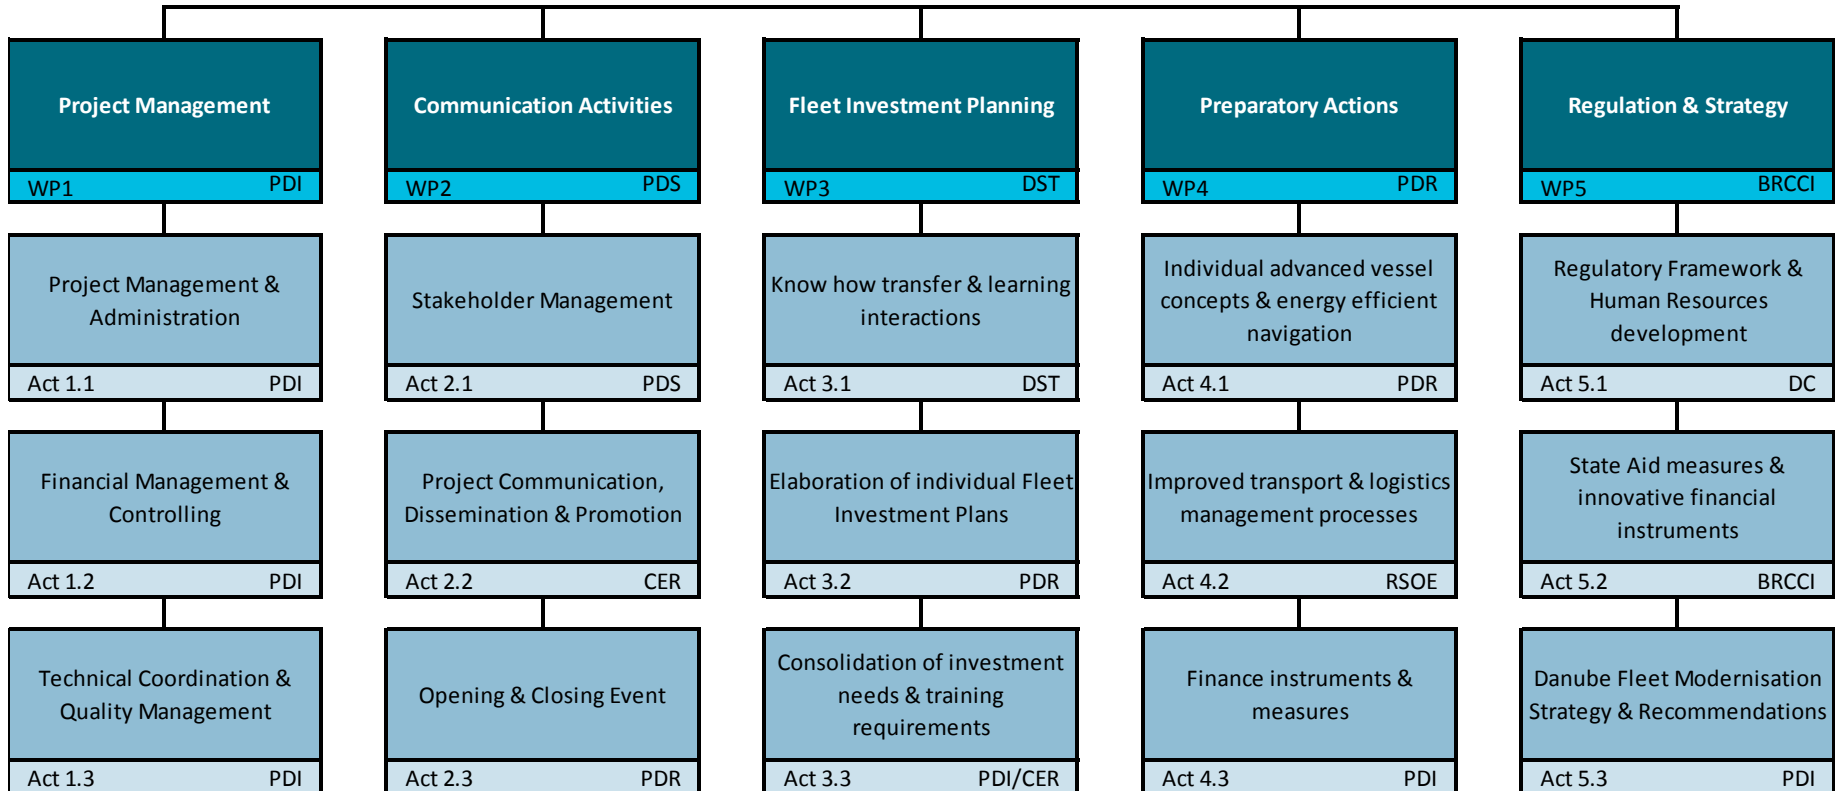 Project Management
WP1 PDI
Project Management &
Administration
Act 1.1 PDI
Financial Management &
Controlling
Act 1.2 PDI
Technical Coordination &
Quality Management
Act 1.3 PDI
Communication Activities
WP2 PDS
Stakeholder Management
Act 2.1 PDS
Project Communication,
Dissemination & Promotion
Act 2.2 CER
Opening & Closing Event
Act 2.3 PDR
Fleet Investment Planning
WP3 DST
Know how transfer & learning
interactions
Act 3.1 DST
Elaboration of individual Fleet
Investment Plans
Act 3.2 PDR
Consolidation of investment
needs & training
requirements
Act 3.3 PDI/CER
Preparatory Actions
WP4 PDR
Individual advanced vessel
concepts & energy efficient
navigation
Act 4.1 PDR
Improved transport & logistics
management processes
Act 4.2 RSOE
Finance instruments &
measures
Act 4.3 PDI
Regulation & Strategy
WP5 BRCCI
Regulatory Framework &
Human Resources
development
Act 5.1 DC
State Aid measures &
innovative financial
instruments
Act 5.2 BRCCI
Danube Fleet Modernisation
Strategy & Recommendations
Act 5.3 PDI